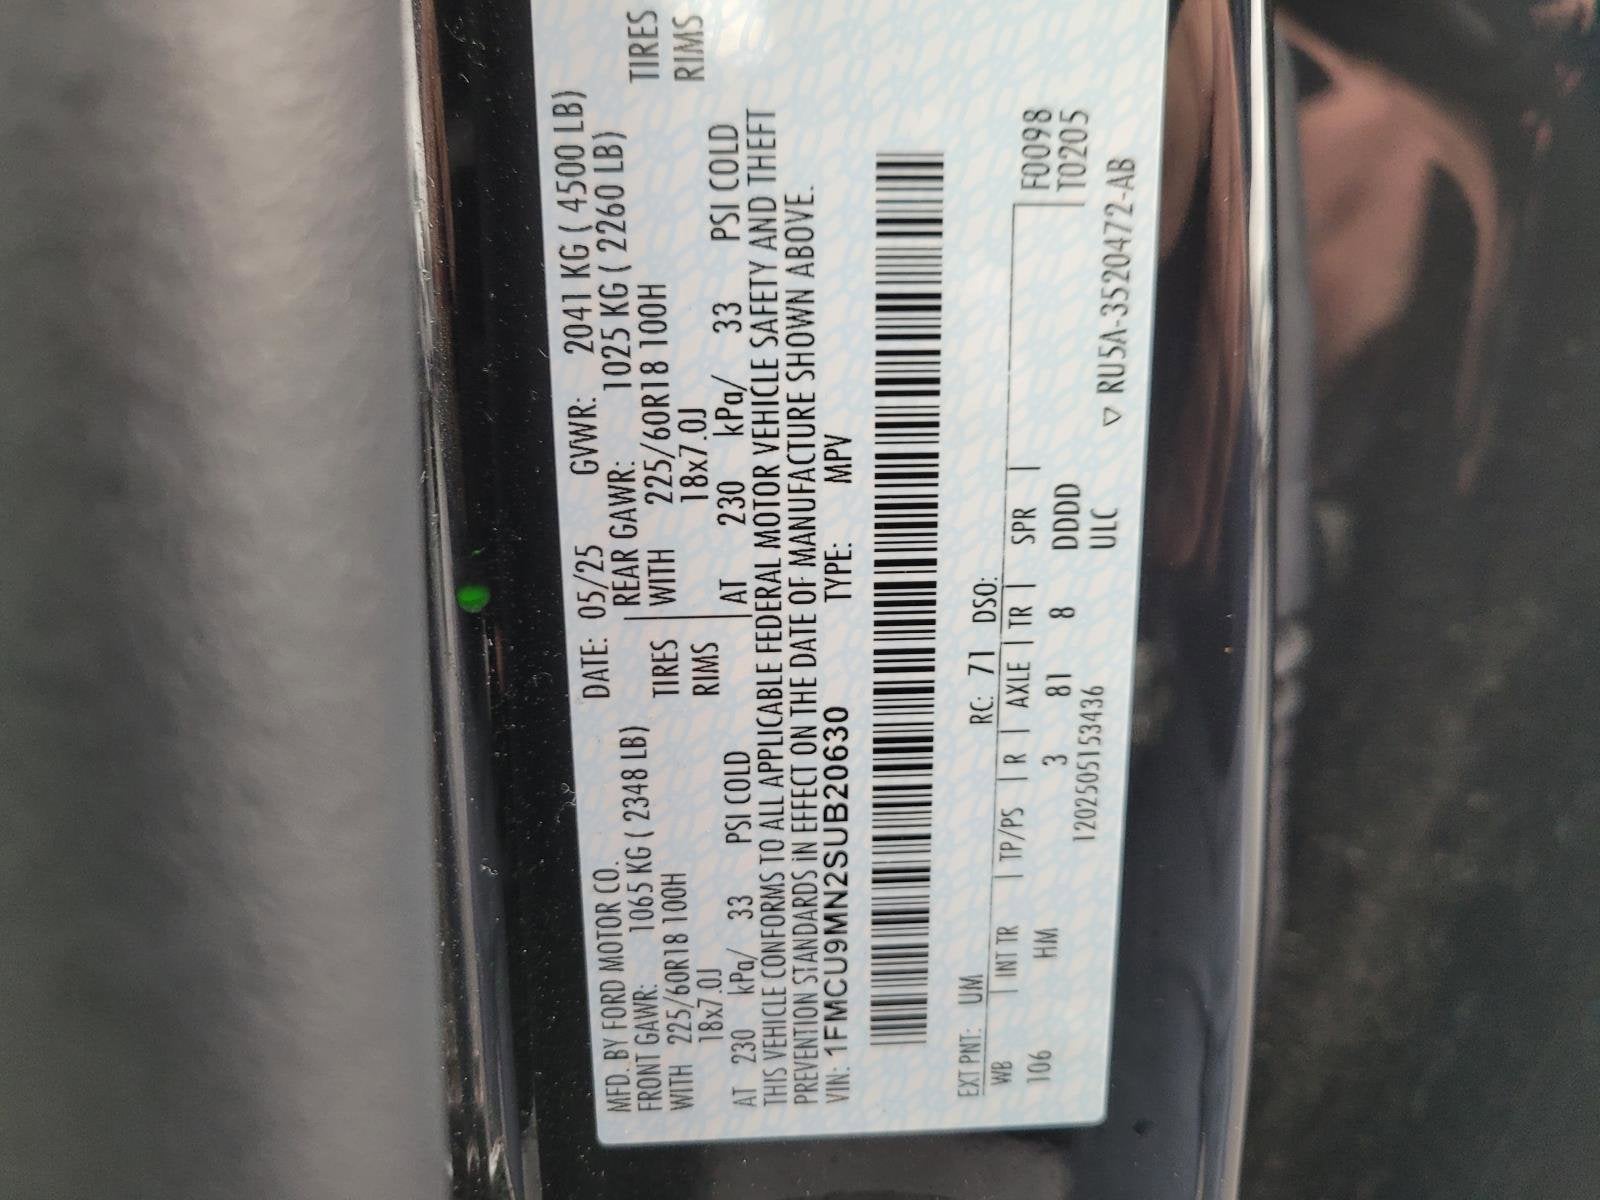 MFD. BY FORD MOTOR CO. DATE: 05/25 GVWR: 2041 KG ( 4500 LB)
FRONT GAWR: 1065 KG ( 2348 LB) REAR GAWR: 1025 KG ( 2260 LB)
WITH 225/60R18 100H TIRES WITH 225/60R18 100H TIRES
18x7.0J RIMS 18x7.0J RIMS
AT 230 kPa/ 33 PSI COLD AT 230 kPa/ 33 PSI COLD
THIS VEHICLE CONFORMS TO ALL APPLICABLE FEDERAL MOTOR VEHICLE SAFETY AND THEFT
PREVENTION STANDARDS IN EFFECT ON THE DATE OF MANUFACTURE SHOWN ABOVE.
VIN: 1FMCU9MN2SUB20630 TYPE: MPV
EXT PNT: UM RC: 71 DSO:
WB | INT TR | TP/PS | R | AXLE | TR | SPR | F0098
106 HM 3 81 8 DDDD T0205
1202505153436 ULC
▽ RU5A-3520472-AB